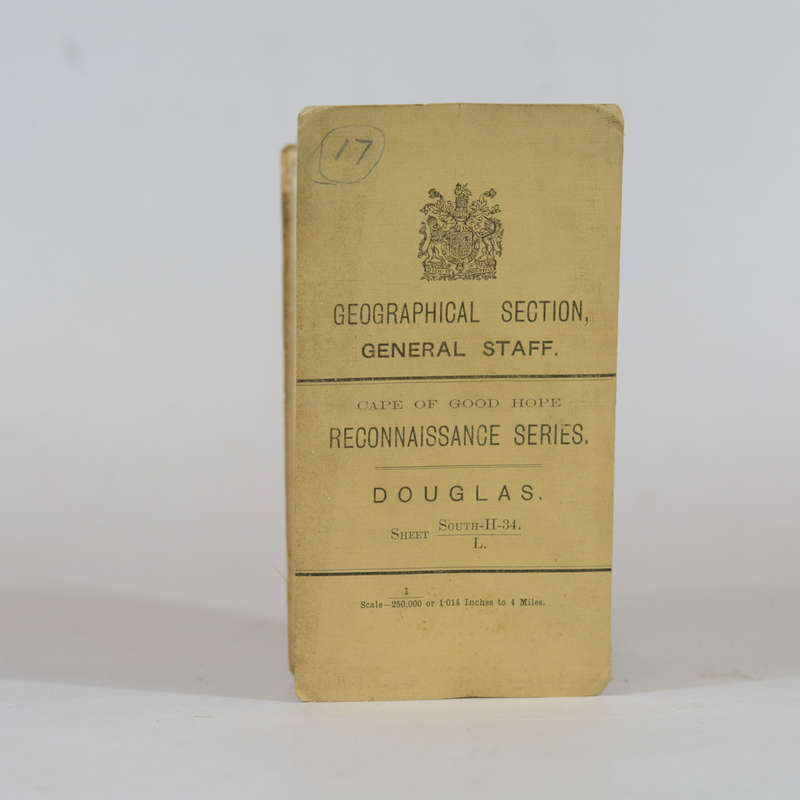 17
GEOGRAPHICAL SECTION,
GENERAL STAFF.
CAPE OF GOOD HOPE
RECONNAISSANCE SERIES.
DOUGLAS.
SHEET SOUTH-H-34. / L.
Scale—1/250,000 or 1·014 Inches to 4 Miles.